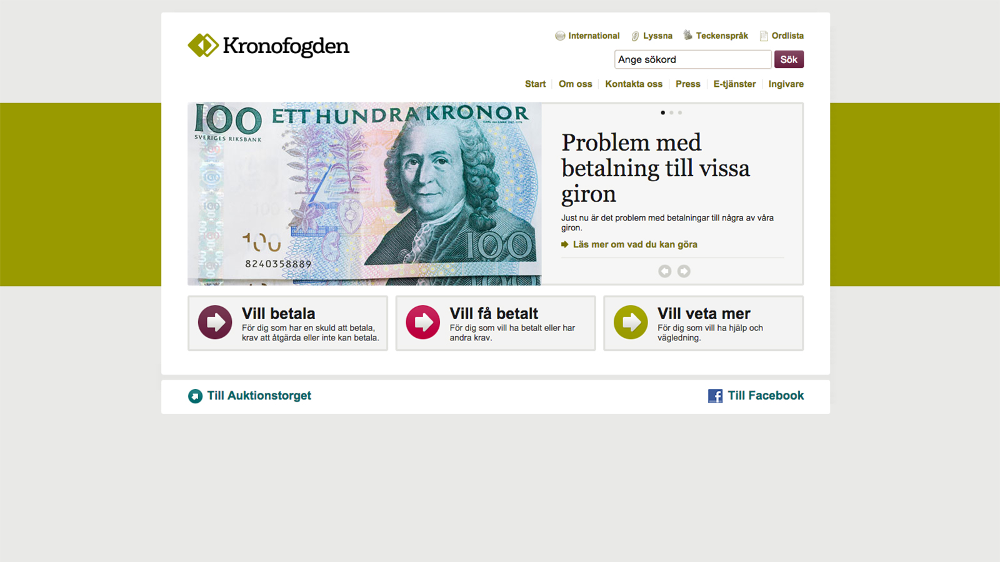 Kronofogden
International
Lyssna
Teckenspråk
Ordlista
Ange sökord
Sök
Start
Om oss
Kontakta oss
Press
E-tjänster
Ingivare
100 ETT HUNDRA KRONOR
SVERIGES RIKSBANK
100
100
8240358889
100
Problem med
betalning till vissa
giron
Just nu är det problem med betalningar till några av våra
giron.
Läs mer om vad du kan göra
Vill betala
För dig som har en skuld att betala,
krav att åtgärda eller inte kan betala.
Vill få betalt
För dig som vill ha betalt eller har
andra krav.
Vill veta mer
För dig som vill ha hjälp och
vägledning.
Till Auktionstorget
Till Facebook